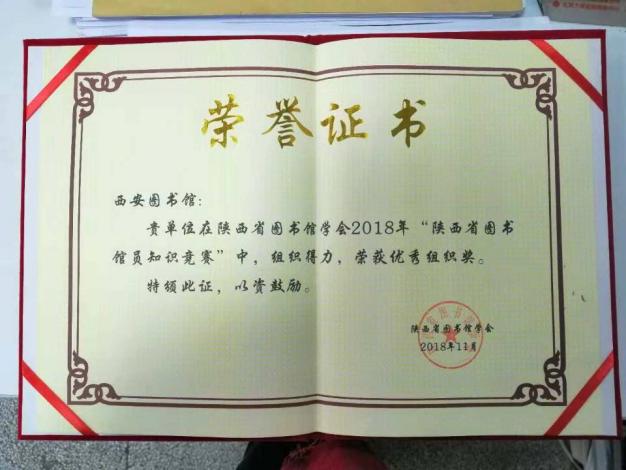 荣誉证书
西安图书馆:
贵单位在陕西省图书馆学会2018年“陕西省图书
馆员知识竞赛”中，组织得力，荣获优秀组织奖。
特颁此证，以资鼓励。
陕西省图书馆学会
2018年11月